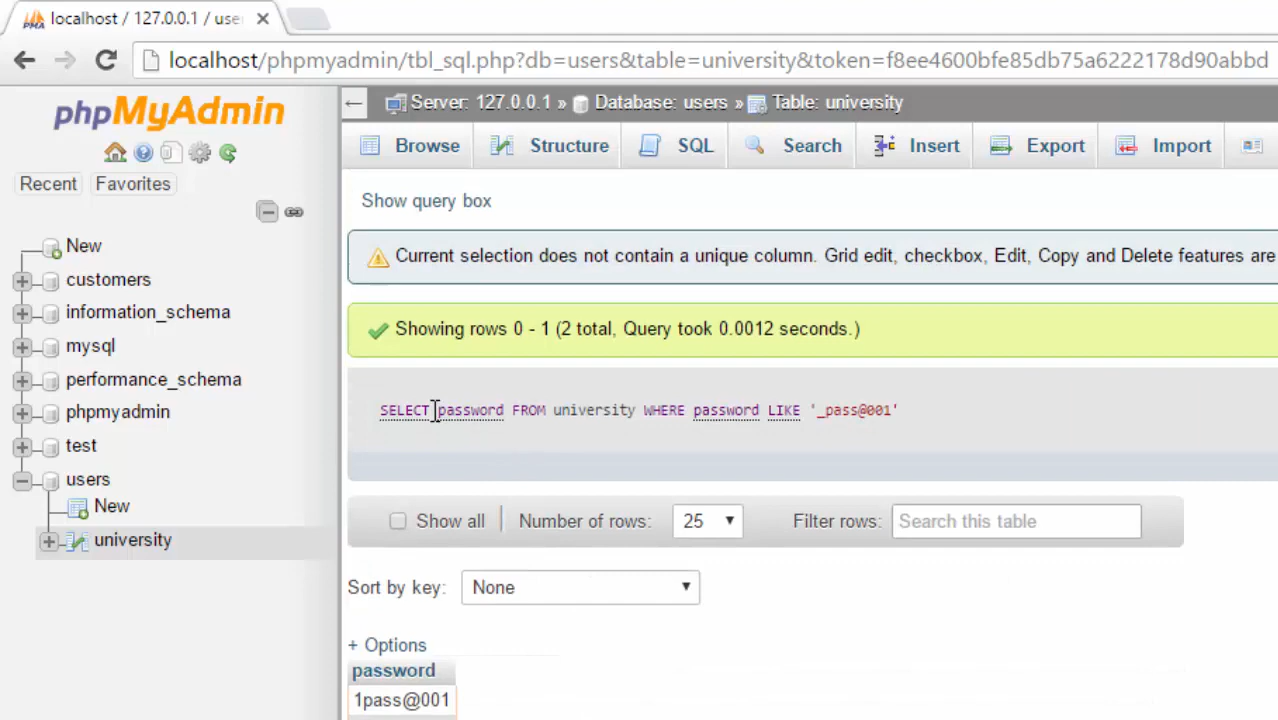 localhost / 127.0.0.1 / use
localhost/phpmyadmin/tbl_sql.php?db=users&table=university&token=f8ee4600bfe85db75a6222178d90abbd
phpMyAdmin
Recent Favorites
New
customers
information_schema
mysql
performance_schema
phpmyadmin
test
users
New
university
Server: 127.0.0.1 » Database: users » Table: university
Browse Structure SQL Search Insert Export Import
Show query box
Current selection does not contain a unique column. Grid edit, checkbox, Edit, Copy and Delete features are
Showing rows 0 - 1 (2 total, Query took 0.0012 seconds.)
SELECT password FROM university WHERE password LIKE '_pass@001'
Show all Number of rows: 25 Filter rows: Search this table
Sort by key: None
+ Options
password
1pass@001